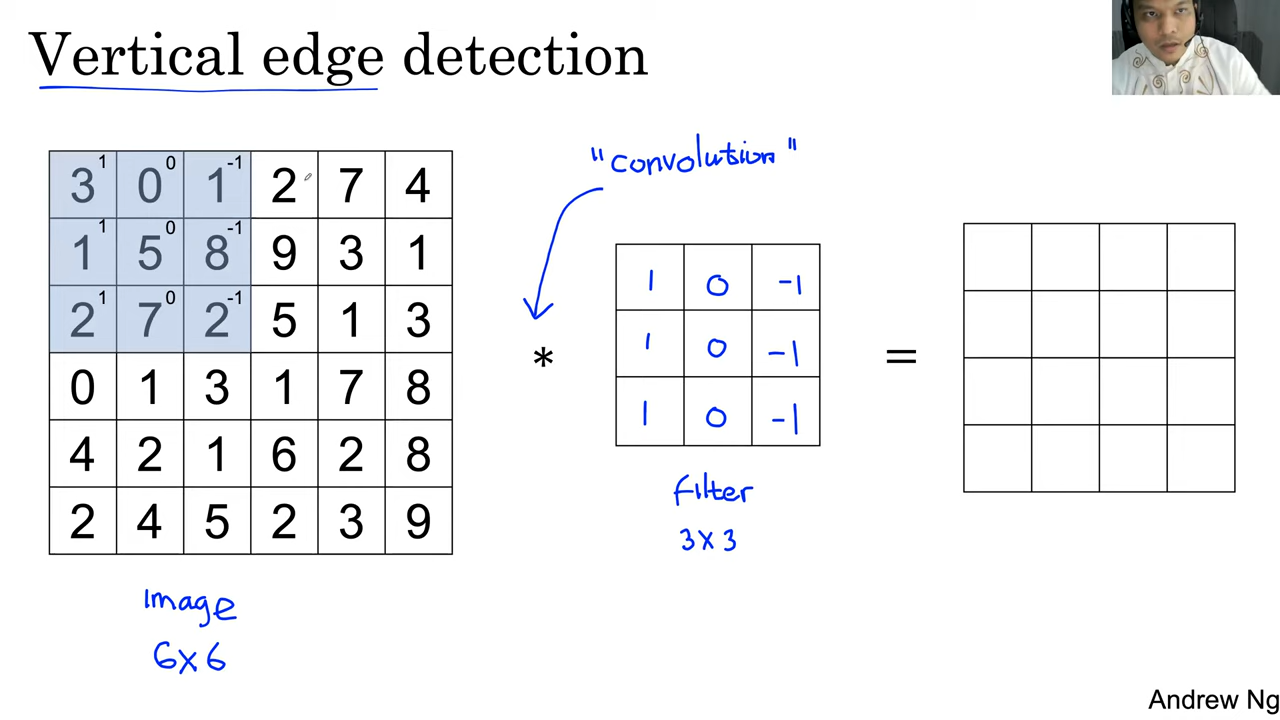 Vertical edge detection
"convolution"
3 1 0 0 1 -1 2 7 4
1 1 5 0 8 -1 9 3 1
2 1 7 0 2 -1 5 1 3
0 1 3 1 7 8
4 2 1 6 2 8
2 4 5 2 3 9
*
1 0 -1
1 0 -1
1 0 -1
=
Filter
3x3
Image
6x6
Andrew Ng